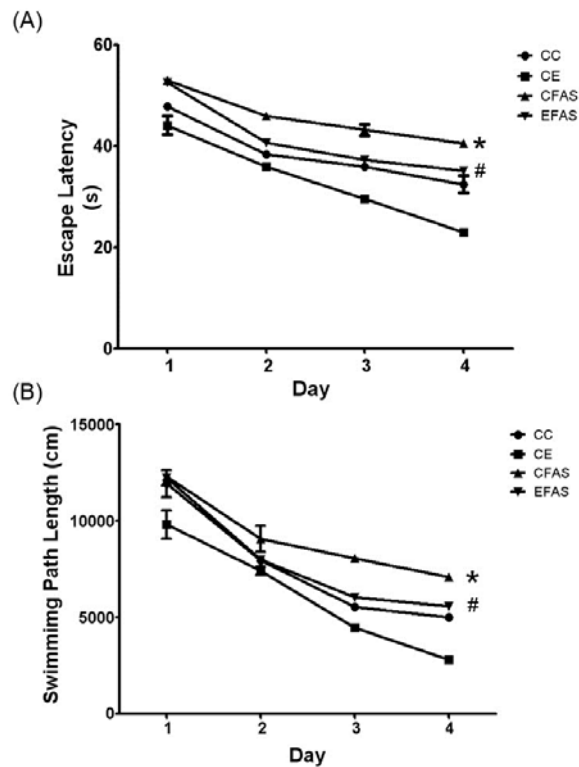 (A)
60
40
20
0
Escape Latency
(s)
1 2 3 4
Day
CC
CE
CFAS
EFAS
*
#
(B)
15000
10000
5000
0
Swimmimg Path Length (cm)
1 2 3 4
Day
CC
CE
CFAS
EFAS
*
#